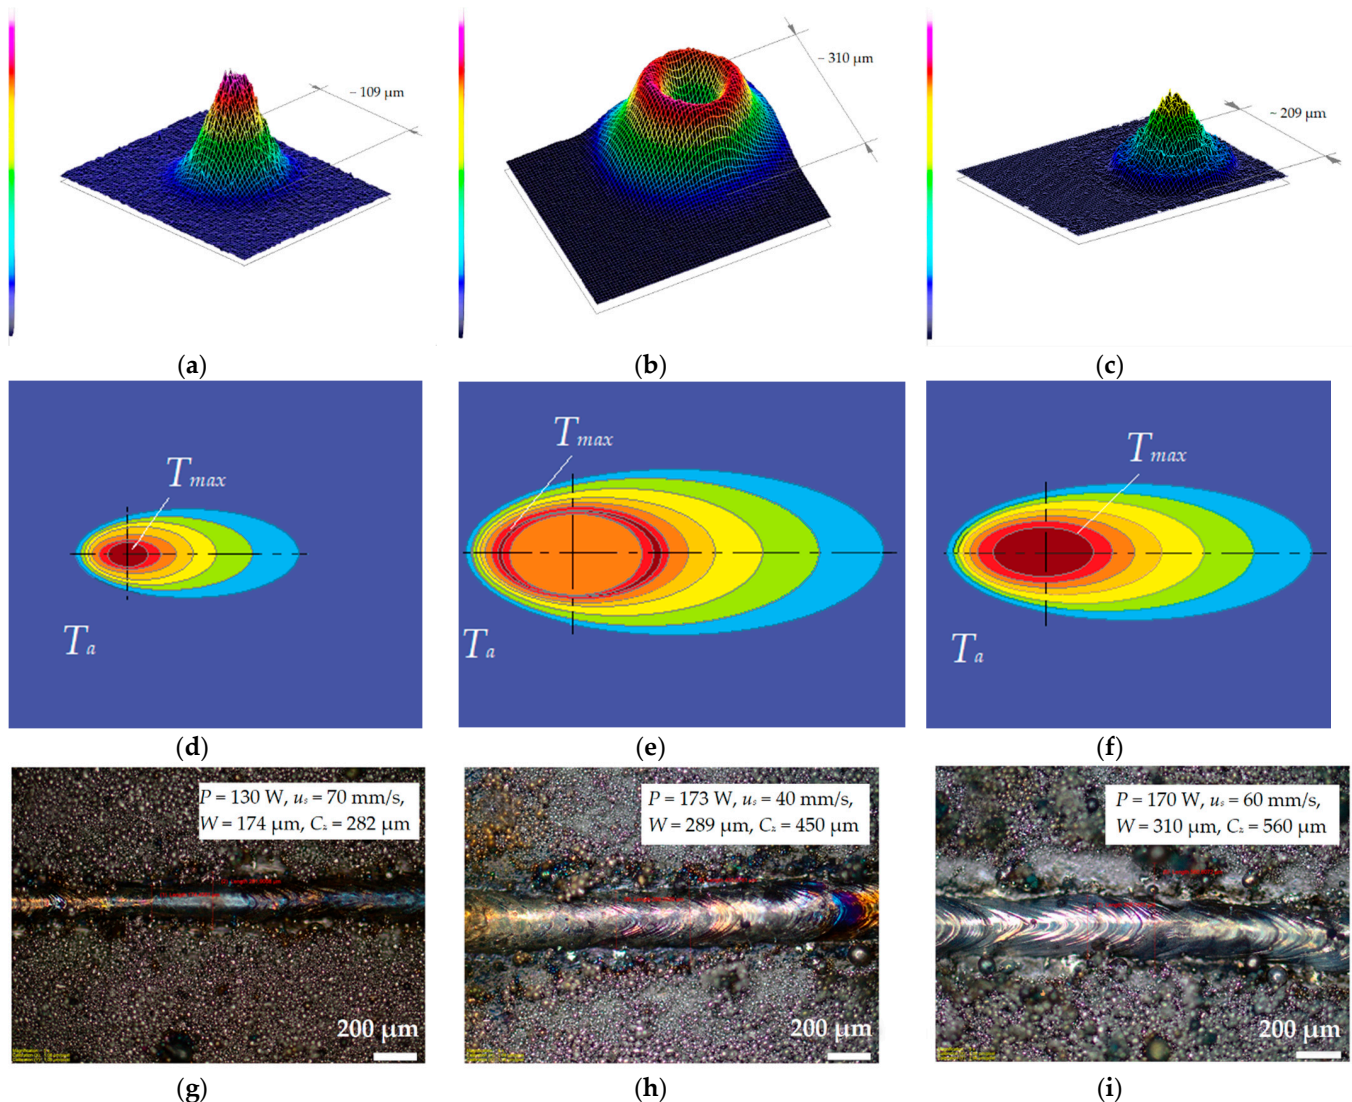 ~ 109 μm
~ 310 μm
~ 209 μm
(a)
(b)
(c)
Tmax
Ta
Tmax
Ta
Tmax
Ta
(d)
(e)
(f)
P = 130 W, us = 70 mm/s,
W = 174 μm, Cz = 282 μm
200 μm
P = 173 W, us = 40 mm/s,
W = 289 μm, Cz = 450 μm
200 μm
P = 170 W, us = 60 mm/s,
W = 310 μm, Cz = 560 μm
200 μm
(g)
(h)
(i)